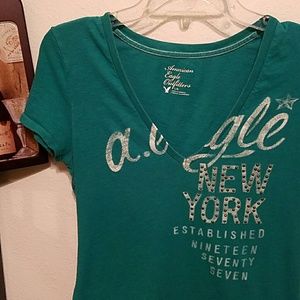 American
Eagle
Outfitters
a.eagle
NEW
YORK
ESTABLISHED
NINETEEN
SEVENTY
SEVEN